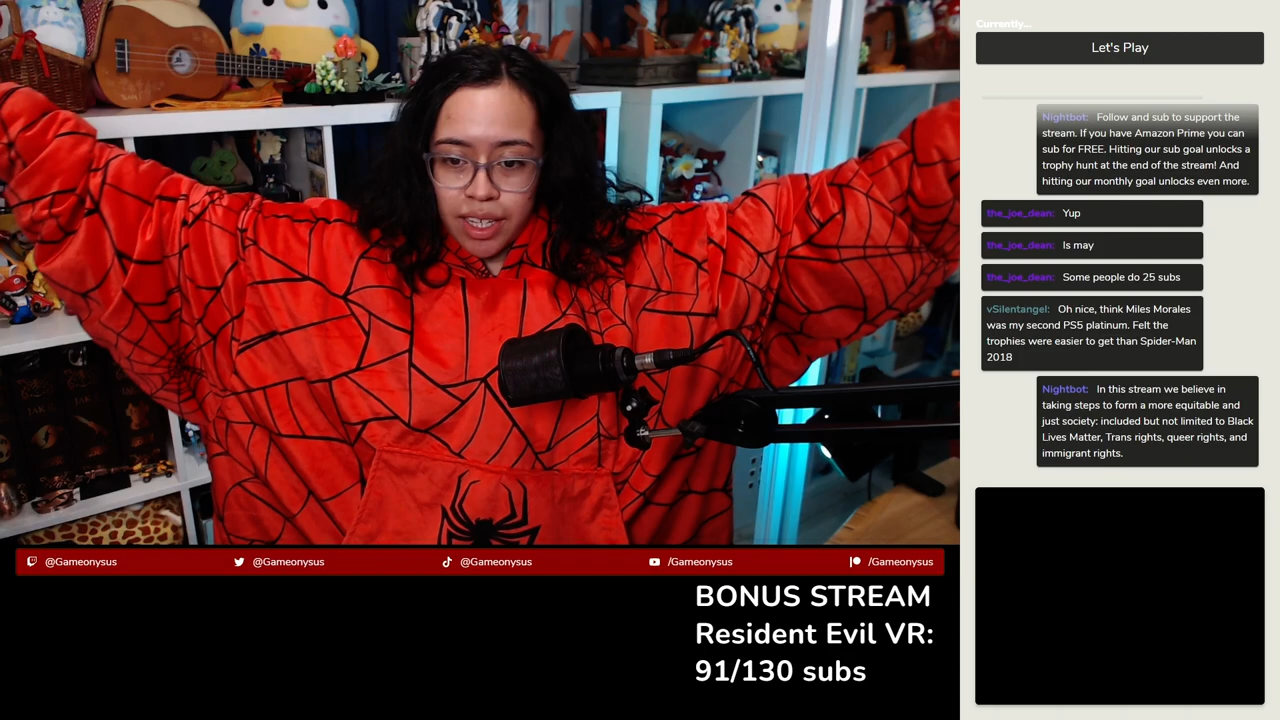 Currently...
Let's Play
Nightbot: Follow and sub to support the
stream. If you have Amazon Prime you can
sub for FREE. Hitting our sub goal unlocks a
trophy hunt at the end of the stream! And
hitting our monthly goal unlocks even more.
the_joe_dean: Yup
the_joe_dean: Is may
the_joe_dean: Some people do 25 subs
vSilentangel: Oh nice, think Miles Morales
was my second PS5 platinum. Felt the
trophies were easier to get than Spider-Man
2018
Nightbot: In this stream we believe in
taking steps to form a more equitable and
just society: included but not limited to Black
Lives Matter, Trans rights, queer rights, and
immigrant rights.
@Gameonysus @Gameonysus @Gameonysus /Gameonysus /Gameonysus
BONUS STREAM
Resident Evil VR:
91/130 subs